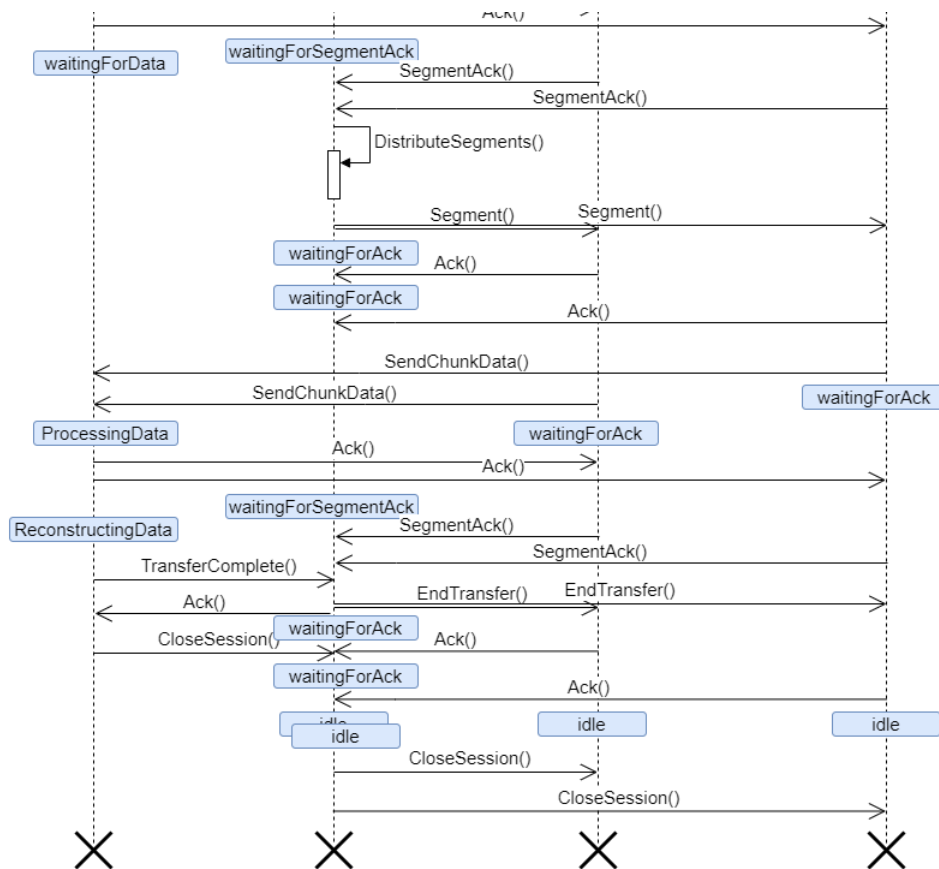 Ack()
waitingForSegmentAck
waitingForData
SegmentAck()
SegmentAck()
DistributeSegments()
Segment()
Segment()
waitingForAck
Ack()
waitingForAck
Ack()
SendChunkData()
SendChunkData()
waitingForAck
ProcessingData
waitingForAck
Ack()
Ack()
waitingForSegmentAck
ReconstructingData
SegmentAck()
SegmentAck()
TransferComplete()
EndTransfer()
EndTransfer()
Ack()
waitingForAck
CloseSession()
Ack()
waitingForAck
Ack()
idle
idle
idle
idle
CloseSession()
CloseSession()